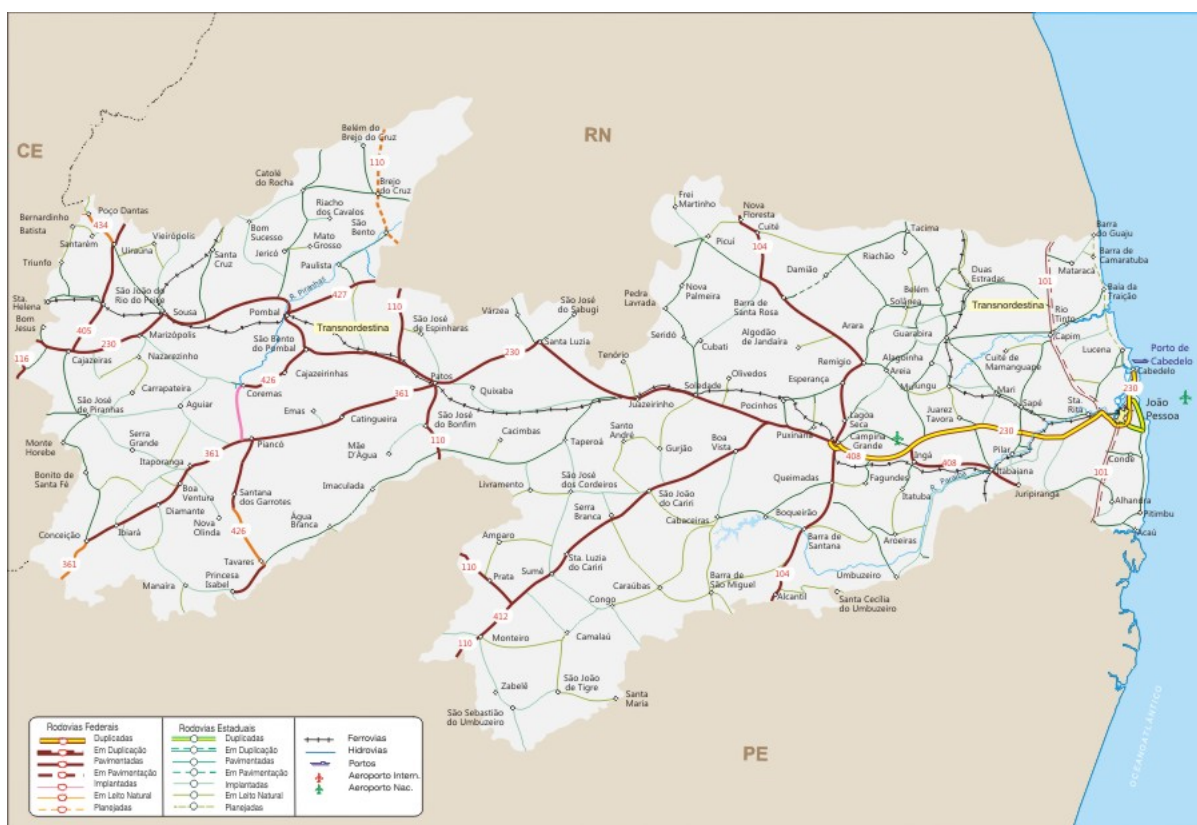 CE
RN
PE
OCEANO ATLÂNTICO
Belém do
Brejo do Cruz
110
Catolé
do Rocha
Brejo
do Cruz
Riacho
dos Cavalos
São
Bento
Bernardinho
Batista
Poço Dantas
434
Santarém
Uiraúna
Vieirópolis
Bom
Sucesso
Mato
Grosso
Jericó
Santa
Cruz
Triunfo
Paulista
R. Piranhas
São João do
Rio do Peixe
Sta.
Helena
Bom
Jesus
427
110
Sousa
Pombal
Transnordestina
São José
de Espinharas
405
230
Marizópolis
116
Cajazeiras
Nazarezinho
São Bento
do Pombal
Cajazeirinhas
426
Coremas
Carrapateira
Aguiar
São José
de Piranhas
Patos
361
Quixaba
Emas
Catingueira
São José
do Bonfim
Monte
Horebe
Serra
Grande
361
Piancó
Mãe
D'Água
110
Cacimbas
Itaporanga
Bonito de
Santa Fé
Boa
Ventura
Santana
dos Garrotes
Imaculada
Diamante
Nova
Olinda
426
Água
Branca
Conceição
Ibiará
361
Tavares
Manaíra
Princesa
Isabel
Várzea
São José
do Sabugi
Santa Luzia
230
Frei
Martinho
Nova
Floresta
Cuité
104
Picuí
Tacima
Riachão
Damião
Duas
Estradas
Barra
do Guaju
Barra de
Camaratuba
Mataraca
101
Baia da
Traição
Pedra
Lavrada
Nova
Palmeira
Barra de
Santa Rosa
Belém
Solânea
Transnordestina
Rio
Tinto
Seridó
Cubati
Algodão
de Jandaíra
Arara
Guarabira
Capim
Lucena
Porto de
Cabedelo
Cabedelo
Tenório
Remigio
Alagoinha
Areia
Cuité de
Mamanguape
Olivedos
Soledade
Esperança
Mulungu
Mari
230
João
Pessoa
Juazeirinho
Pocinhos
Lagoa
Seca
Juarez
Tavora
Sapé
Sta.
Rita
Santo
André
Puxinanã
Campina
Grande
230
Taperoá
Gurjão
Boa
Vista
408
Ingá
408
Pilar
Itabaiana
Conde
101
São José
dos Cordeiros
Queimadas
Fagundes
R. Paraíba
Juripiranga
Livramento
São João
do Cariri
Itatuba
Alhandra
Pitimbu
Serra
Branca
Cabaceiras
Boqueirão
Acaú
Amparo
Barra de
Santana
Aroeiras
110
Prata
Sumé
Sta. Luzia
do Cariri
Caraúbas
Barra de
São Miguel
104
Alcantil
Umbuzeiro
Santa Cecília
do Umbuzeiro
412
Congo
110
Monteiro
Camalaú
Zabelê
São João
de Tigre
Santa
Maria
São Sebastião
do Umbuzeiro
Rodovias Federais
Duplicadas
Em Duplicação
Pavimentadas
Em Pavimentação
Implantadas
Em Leito Natural
Planejadas
Rodovias Estaduais
Duplicadas
Em Duplicação
Pavimentadas
Em Pavimentação
Implantadas
Em Leito Natural
Planejadas
Ferrovias
Hidrovias
Portos
Aeroporto Intern.
Aeroporto Nac.